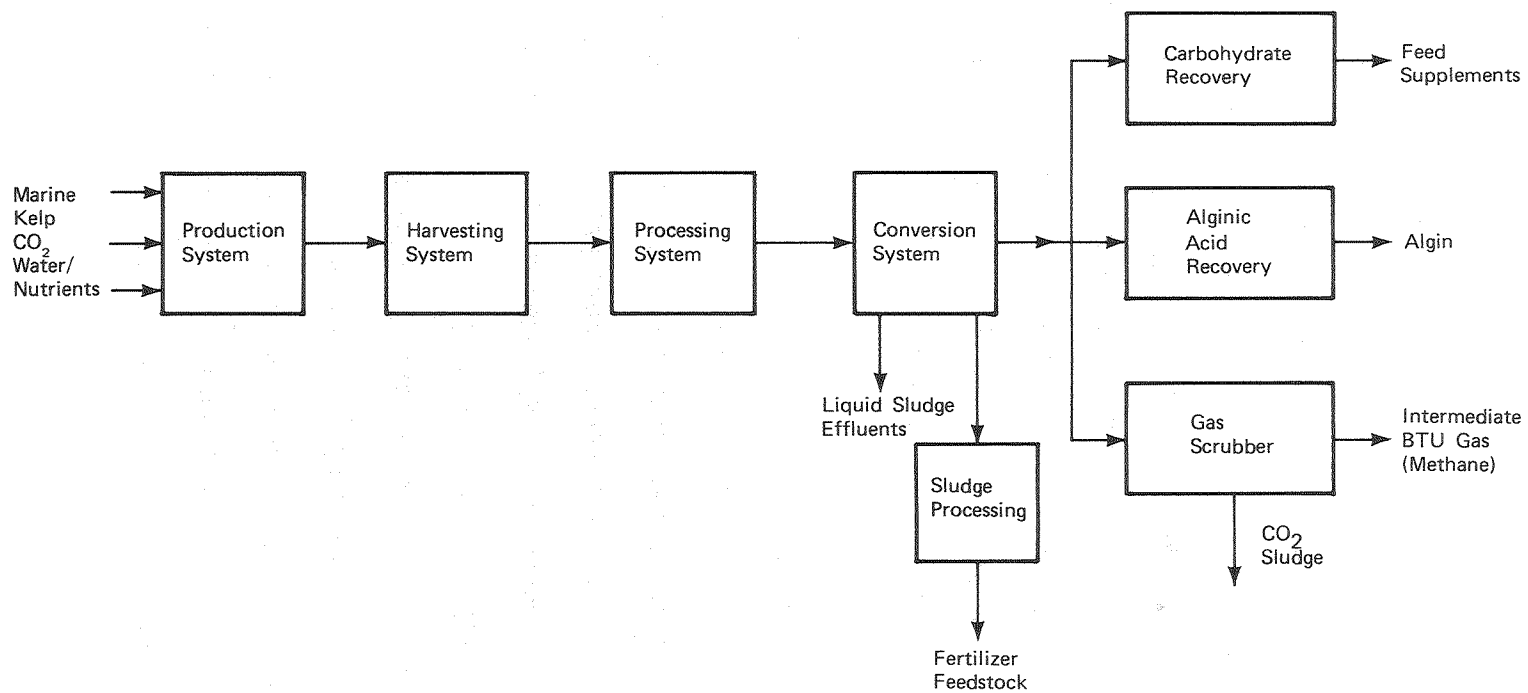 Marine
Kelp
CO2
Water/
Nutrients
Production
System
Harvesting
System
Processing
System
Conversion
System
Carbohydrate
Recovery
Feed
Supplements
Alginic
Acid
Recovery
Algin
Gas
Scrubber
Intermediate
BTU Gas
(Methane)
CO2
Sludge
Liquid Sludge
Effluents
Sludge
Processing
Fertilizer
Feedstock